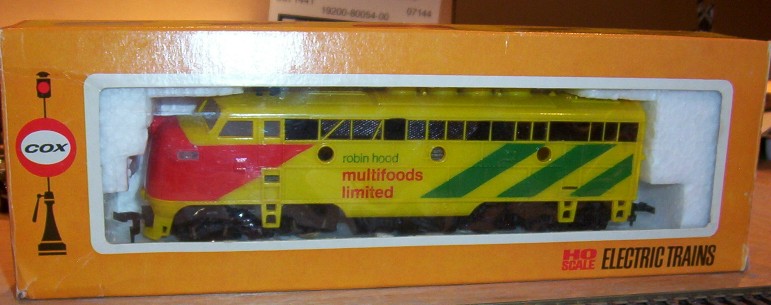 19200-80054-00 07144
COX
robin hood
multifoods
limited
HO
SCALE
ELECTRIC TRAINS